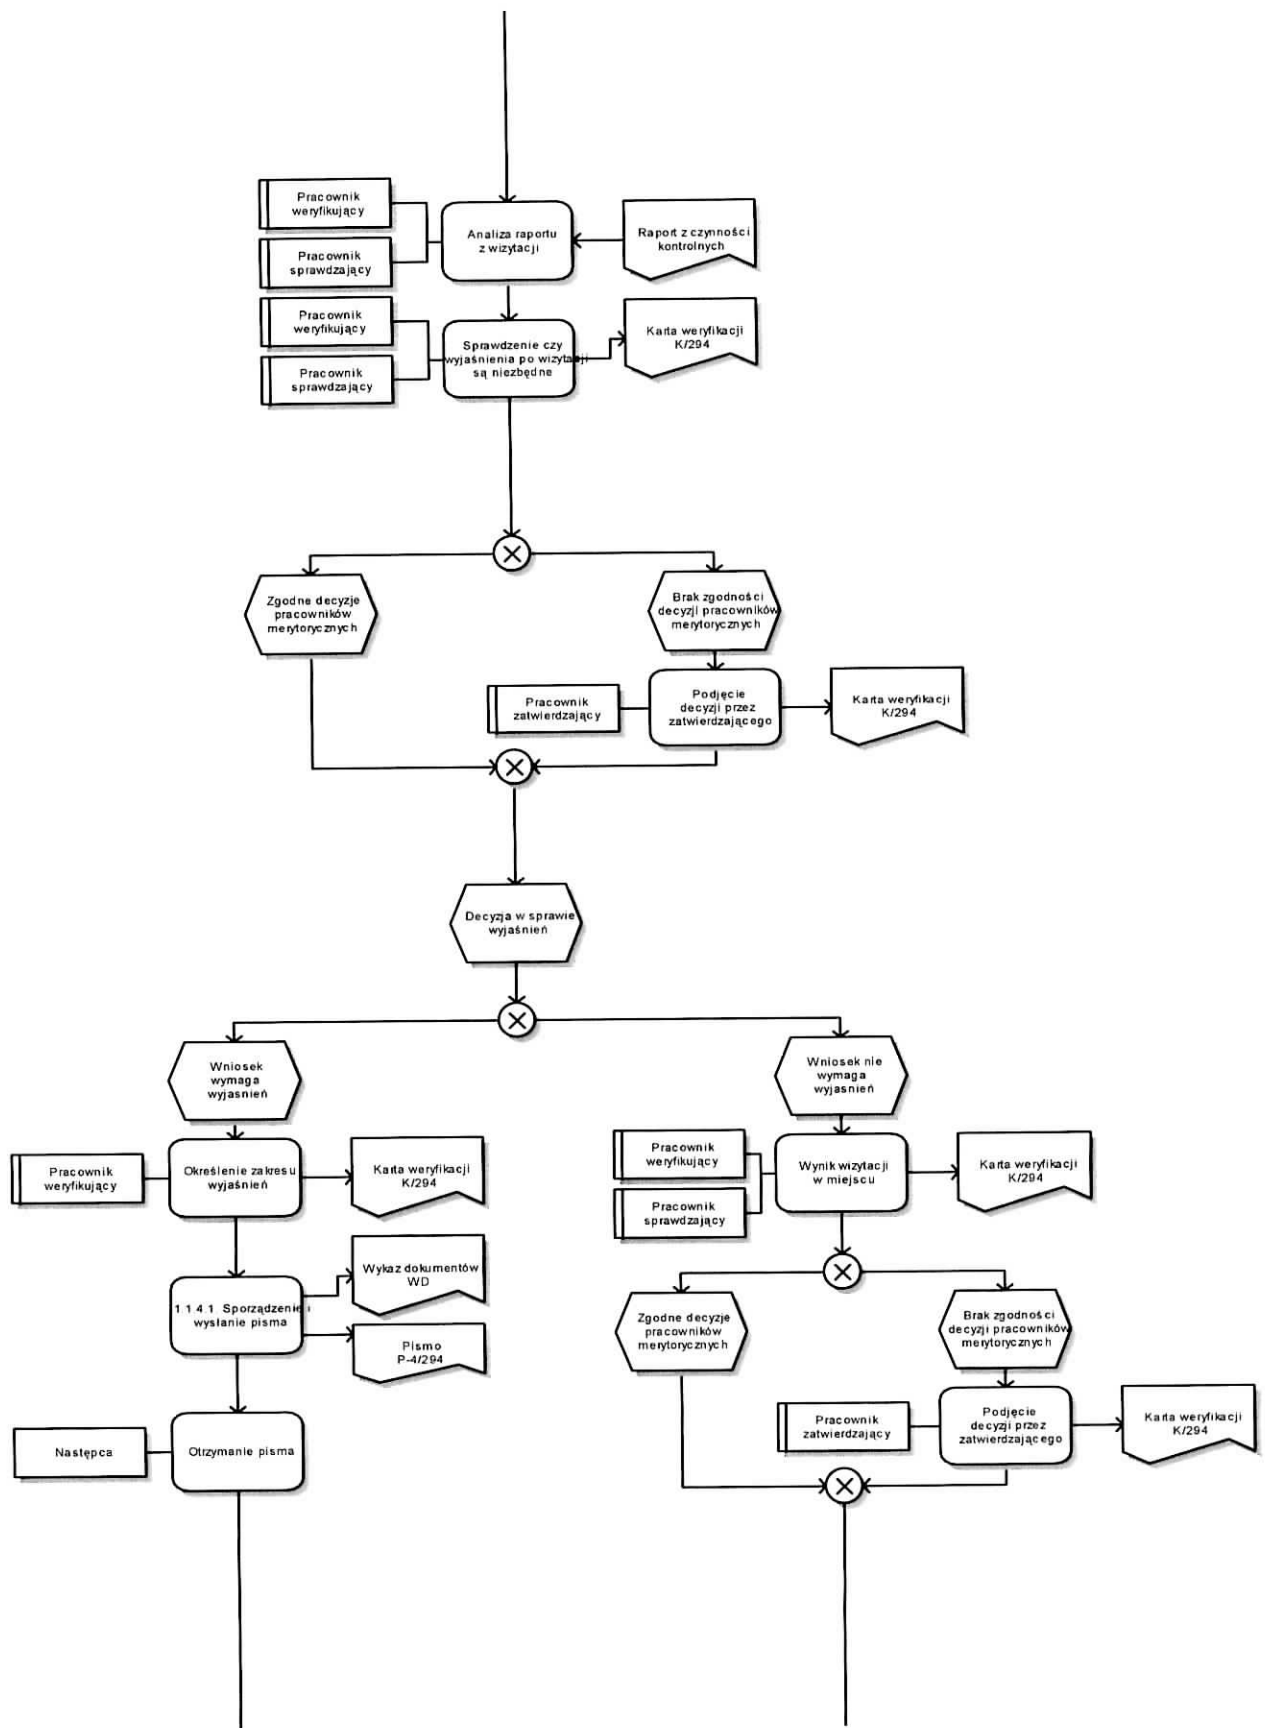 Pracownik
weryfikujący
Analiza raportu
z wizytacji
Raport z czynności
kontrolnych
Pracownik
sprawdzający
Pracownik
weryfikujący
Sprawdzenie czy
wyjaśnienia po wizytacji
są niezbędne
Karta weryfikacji
K/294
Pracownik
sprawdzający
Zgodne decyzje
pracowników
merytorycznych
Brak zgodności
decyzji pracowników
merytorycznych
Pracownik
zatwierdzający
Podjęcie
decyzji przez
zatwierdzającego
Karta weryfikacji
K/294
Decyzja w sprawie
wyjaśnień
Wniosek
wymaga
wyjasnień
Wniosek nie
wymaga
wyjaśnień
Pracownik
weryfikujący
Określenie zakresu
wyjaśnień
Karta weryfikacji
K/294
Pracownik
weryfikujący
Pracownik
sprawdzający
Wynik wizytacji
w miejscu
Karta weryfikacji
K/294
1.1.4.1 Sporządzenie i
wysłanie pisma
Wykaz dokumentów
WD
Pismo
P-4/294
Zgodne decyzje
pracowników
merytorycznych
Brak zgodności
decyzji pracowników
merytorycznych
Następca
Otrzymanie pisma
Pracownik
zatwierdzający
Podjęcie
decyzji przez
zatwierdzającego
Karta weryfikacji
K/294